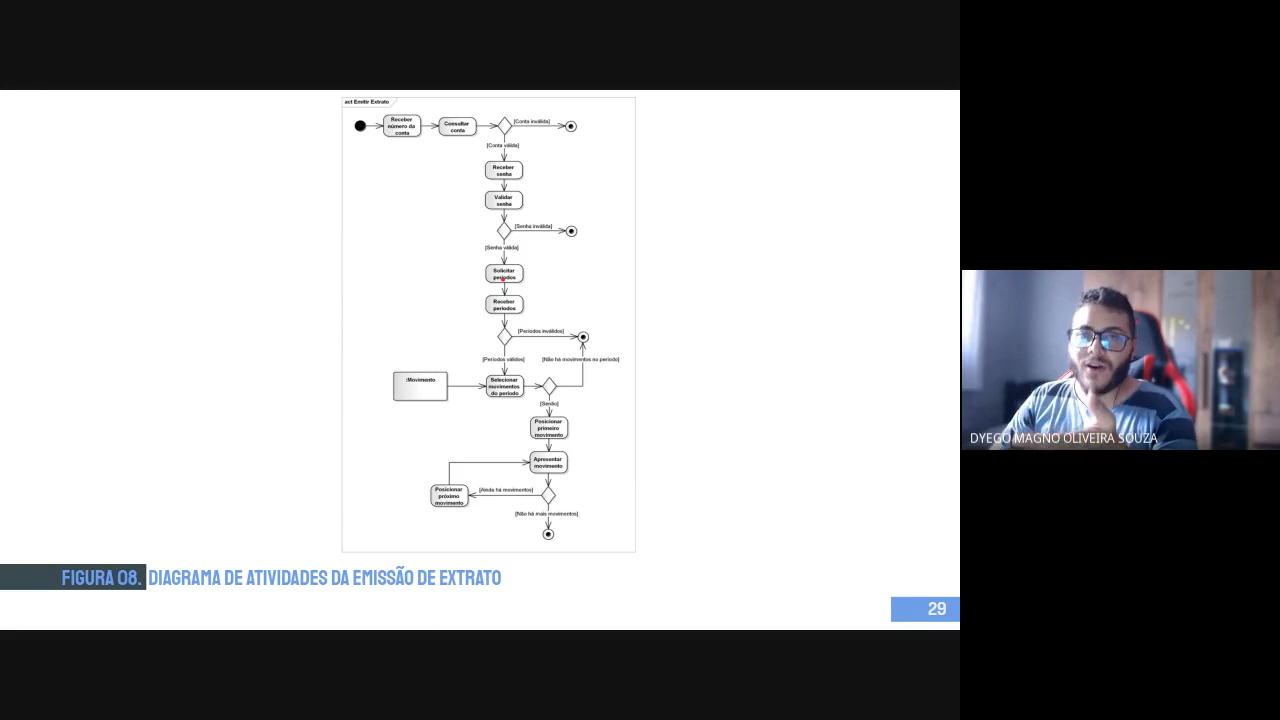 act Emitir Extrato
Receber
número da
conta
Consultar
conta
[Conta inválida]
[Conta válida]
Receber
senha
Validar
senha
[Senha inválida]
[Senha válida]
Solicitar
períodos
Receber
períodos
[Períodos inválidos]
[Períodos válidos]
[Não há movimentos no período]
:Movimento
Selecionar
movimentos
do período
[Senão]
Posicionar
primeiro
movimento
Apresentar
movimento
Posicionar
próximo
movimento
[Ainda há movimentos]
[Não há mais movimentos]
FIGURA 08. DIAGRAMA DE ATIVIDADES DA EMISSÃO DE EXTRATO
29
DYEGO MAGNO OLIVEIRA SOUZA